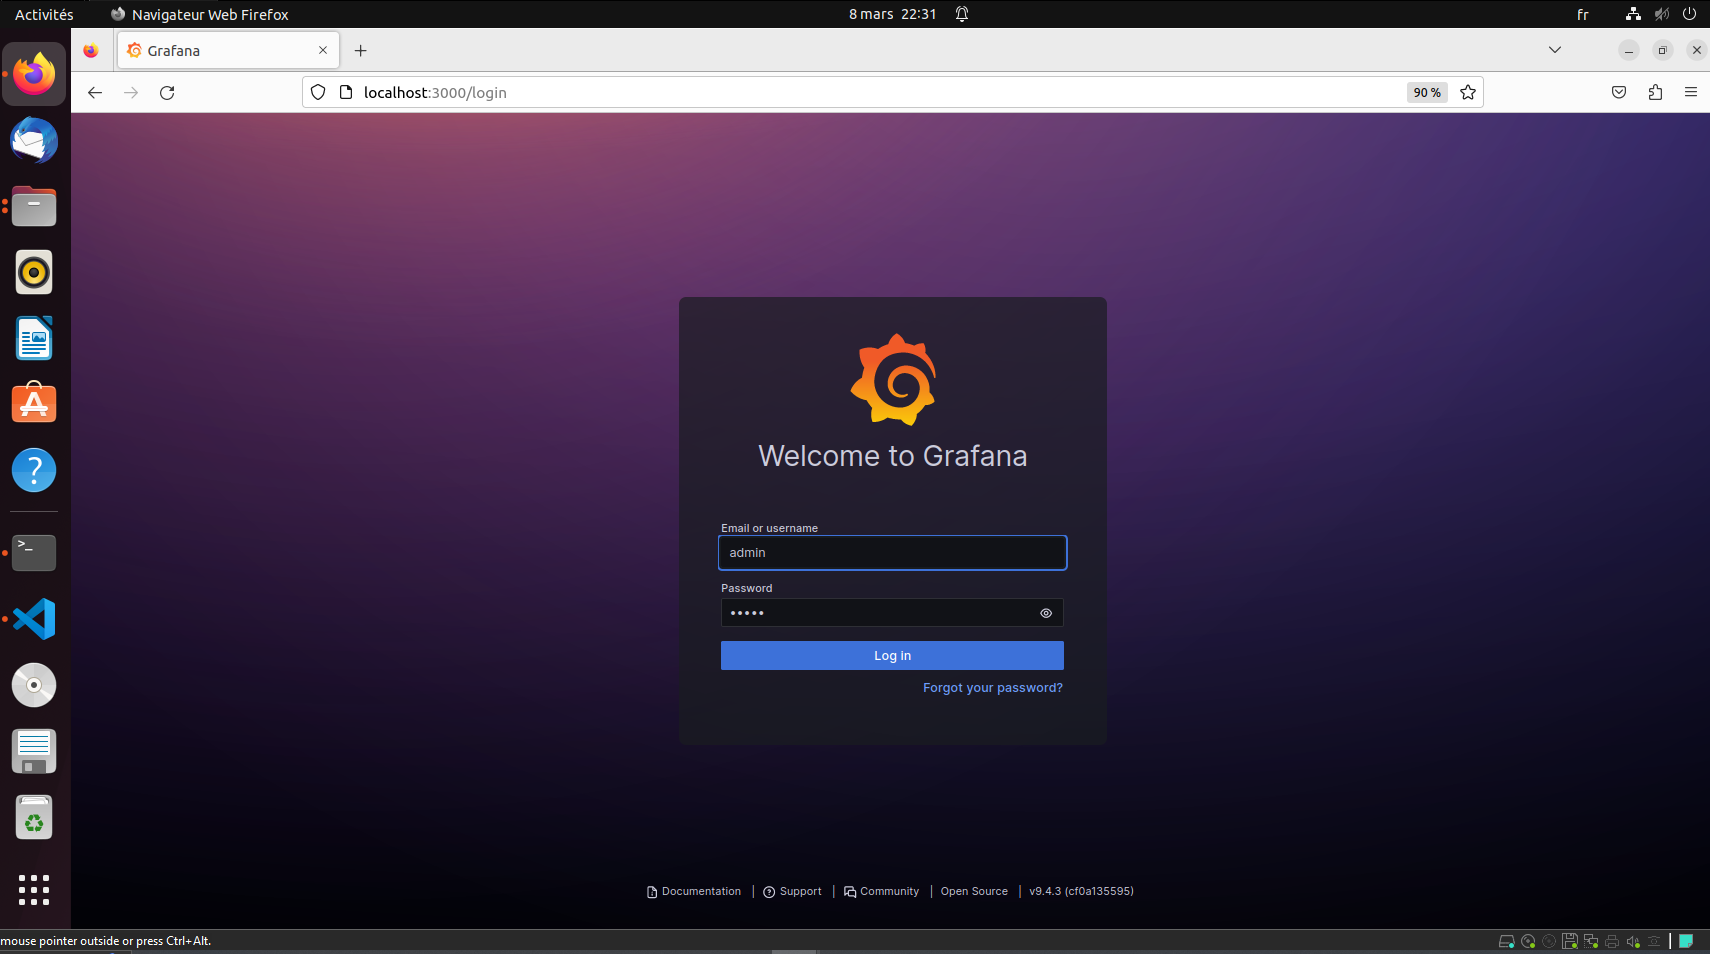 Activités
Navigateur Web Firefox
8 mars 22:31
fr
Grafana
localhost:3000/login
90 %
Welcome to Grafana
Email or username
admin
Password
•••••
Log in
Forgot your password?
Documentation | Support | Community | Open Source | v9.4.3 (cf0a135595)
mouse pointer outside or press Ctrl+Alt.